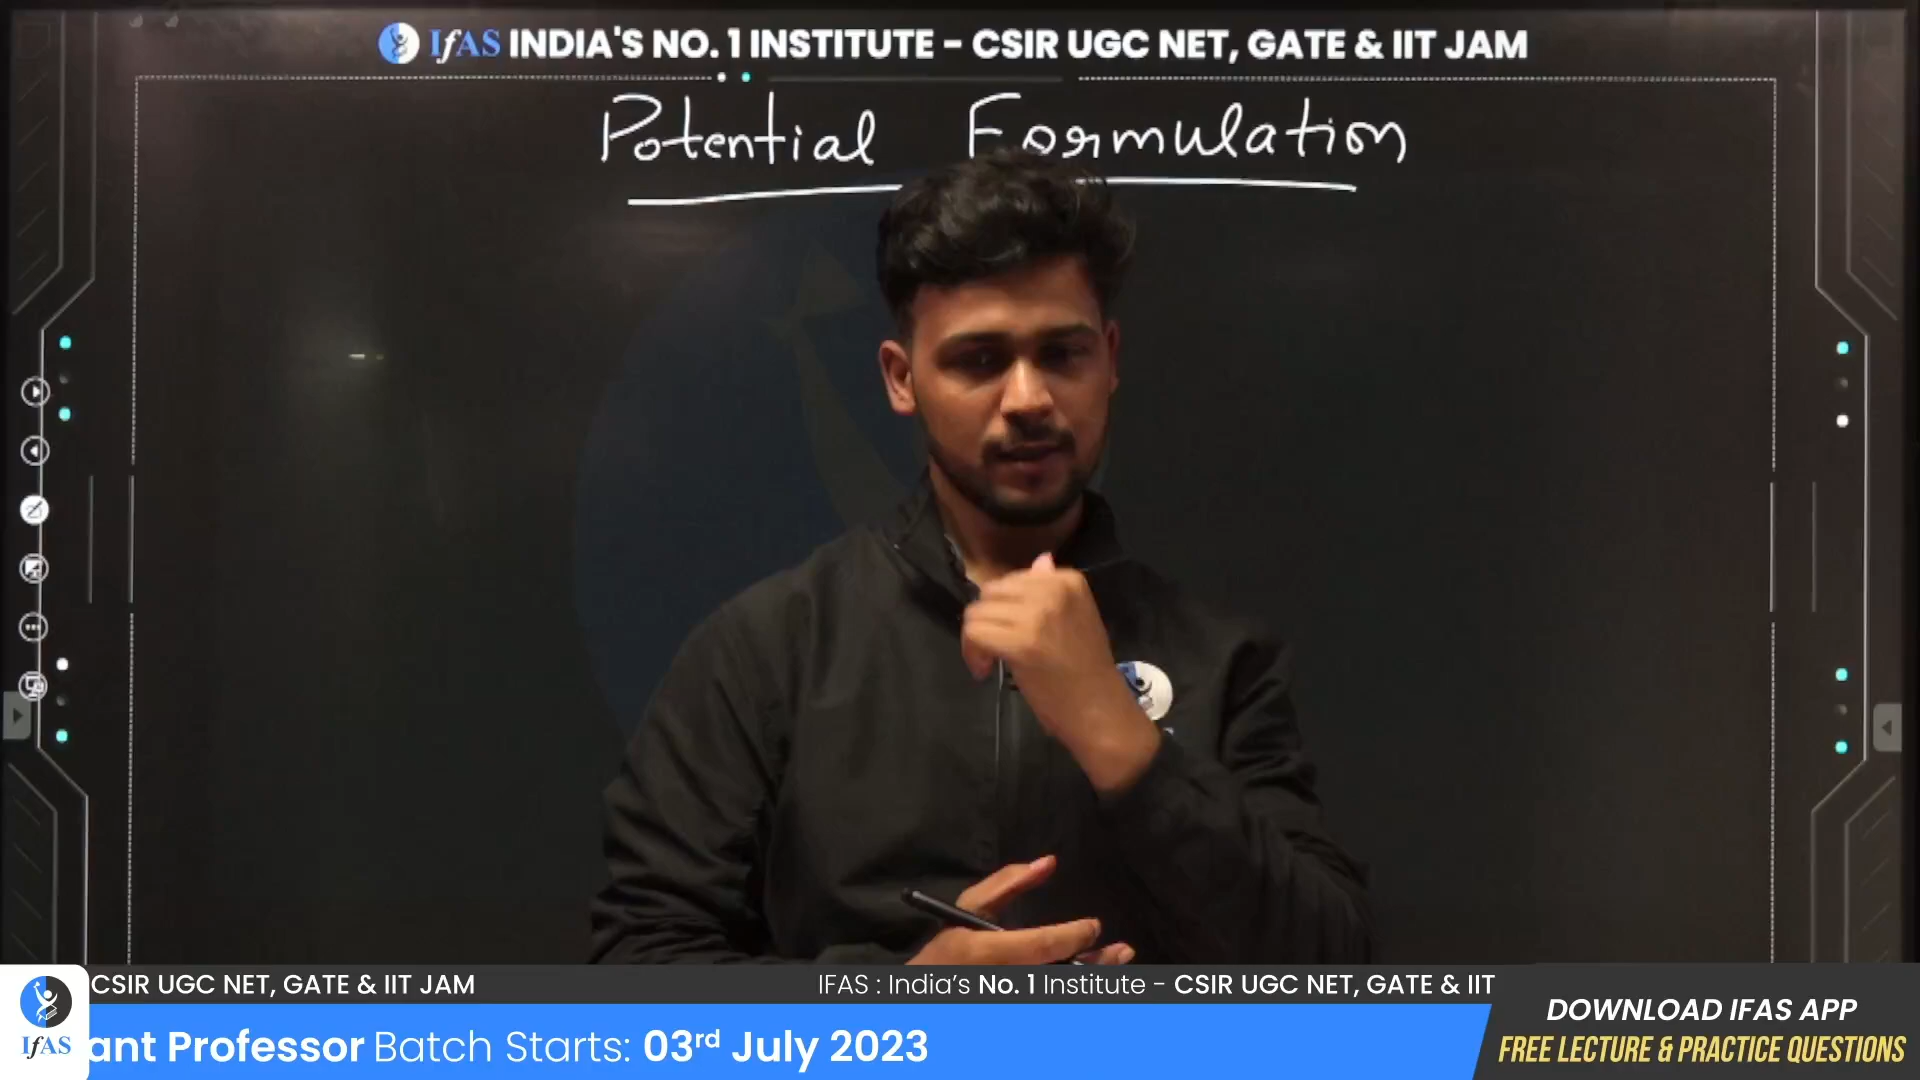 IfAS INDIA'S NO. 1 INSTITUTE - CSIR UGC NET, GATE & IIT JAM
Potential Formulation
CSIR UGC NET, GATE & IIT JAM
IFAS : India's No. 1 Institute - CSIR UGC NET, GATE & IIT
DOWNLOAD IFAS APP
IfAS
ant Professor Batch Starts: 03rd July 2023
FREE LECTURE & PRACTICE QUESTIONS